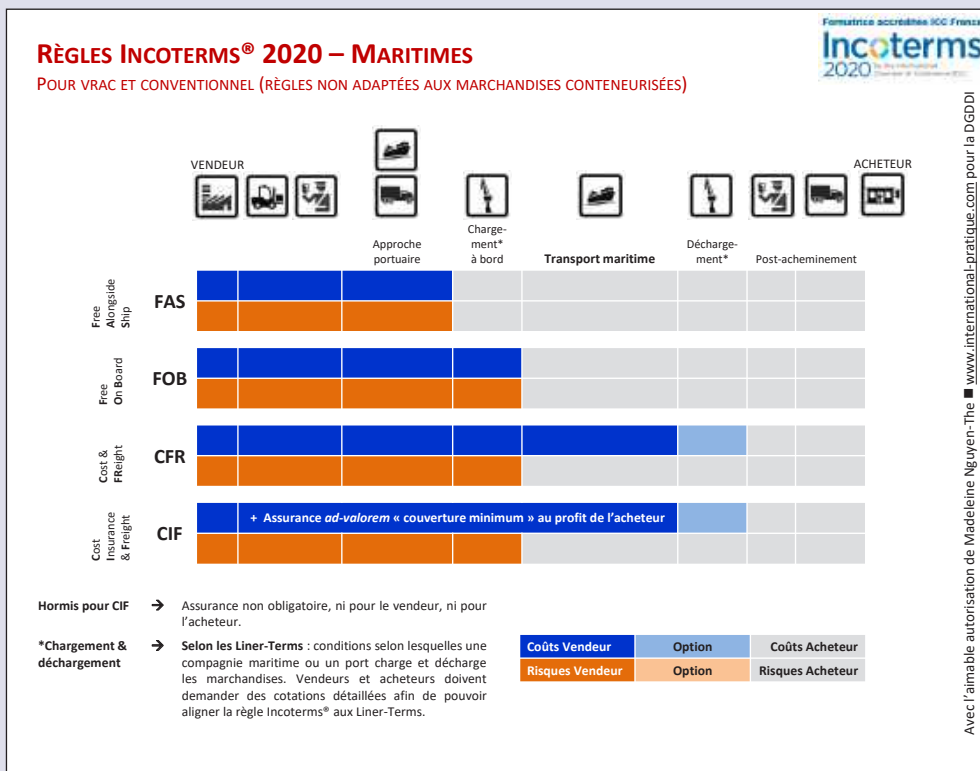 Formatrice accréditée ICC France
Incoterms
2020
RÈGLES INCOTERMS® 2020 – MARITIMES
POUR VRAC ET CONVENTIONNEL (RÈGLES NON ADAPTÉES AUX MARCHANDISES CONTENEURISÉES)
VENDEUR
ACHETEUR
Approche
portuaire
Charge-
ment*
à bord
Transport maritime
Décharge-
ment*
Post-acheminement
Free
Alongside
Ship
FAS
Free
On Board
FOB
Cost &
FReight
CFR
Cost
Insurance
& Freight
CIF
+ Assurance ad-valorem « couverture minimum » au profit de l'acheteur
Hormis pour CIF → Assurance non obligatoire, ni pour le vendeur, ni pour
l'acheteur.
*Chargement & → Selon les Liner-Terms : conditions selon lesquelles une
déchargement compagnie maritime ou un port charge et décharge
les marchandises. Vendeurs et acheteurs doivent
demander des cotations détaillées afin de pouvoir
aligner la règle Incoterms® aux Liner-Terms.
Coûts Vendeur Option Coûts Acheteur
Risques Vendeur Option Risques Acheteur
Avec l'aimable autorisation de Madeleine Nguyen-The ■ www.international-pratique.com pour la DGDDI